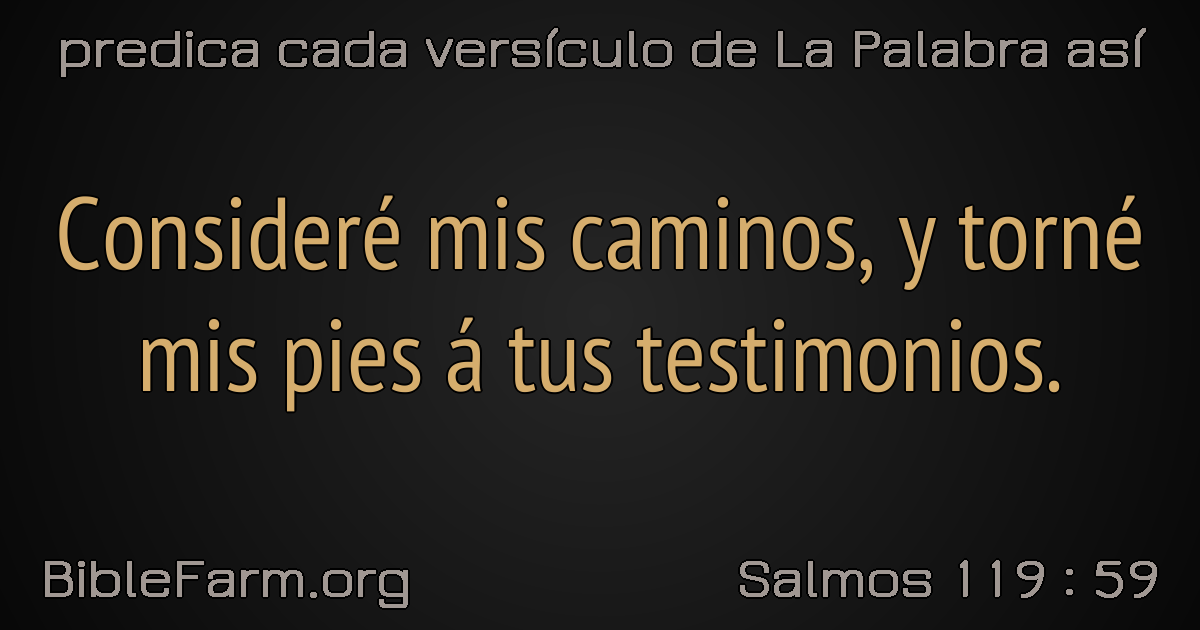 predica cada versículo de La Palabra así
Consideré mis caminos, y torné
mis pies á tus testimonios.
BibleFarm.org
Salmos 119 : 59